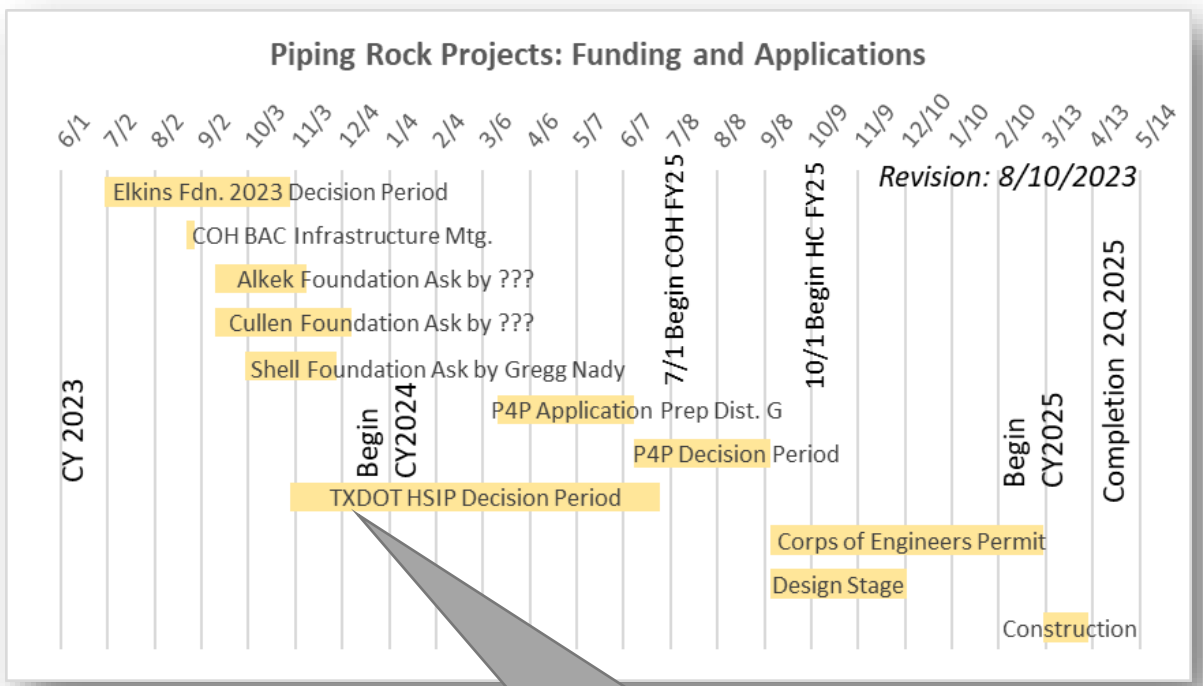 Piping Rock Projects: Funding and Applications
6/1 7/2 8/2 9/2 10/3 11/3 12/4 1/4 2/4 3/6 4/6 5/7 6/7 7/8 8/8 9/8 10/9 11/9 12/10 1/10 2/10 3/13 4/13 5/14
Revision: 8/10/2023
Elkins Fdn. 2023 Decision Period
COH BAC Infrastructure Mtg.
Alkek Foundation Ask by ???
Cullen Foundation Ask by ???
Shell Foundation Ask by Gregg Nady
P4P Application Prep Dist. G
P4P Decision Period
TXDOT HSIP Decision Period
Corps of Engineers Permit
Design Stage
Construction
CY 2023
Begin
CY2024
7/1 Begin COH FY25
10/1 Begin HC FY25
Begin
CY2025
Completion 2Q 2025